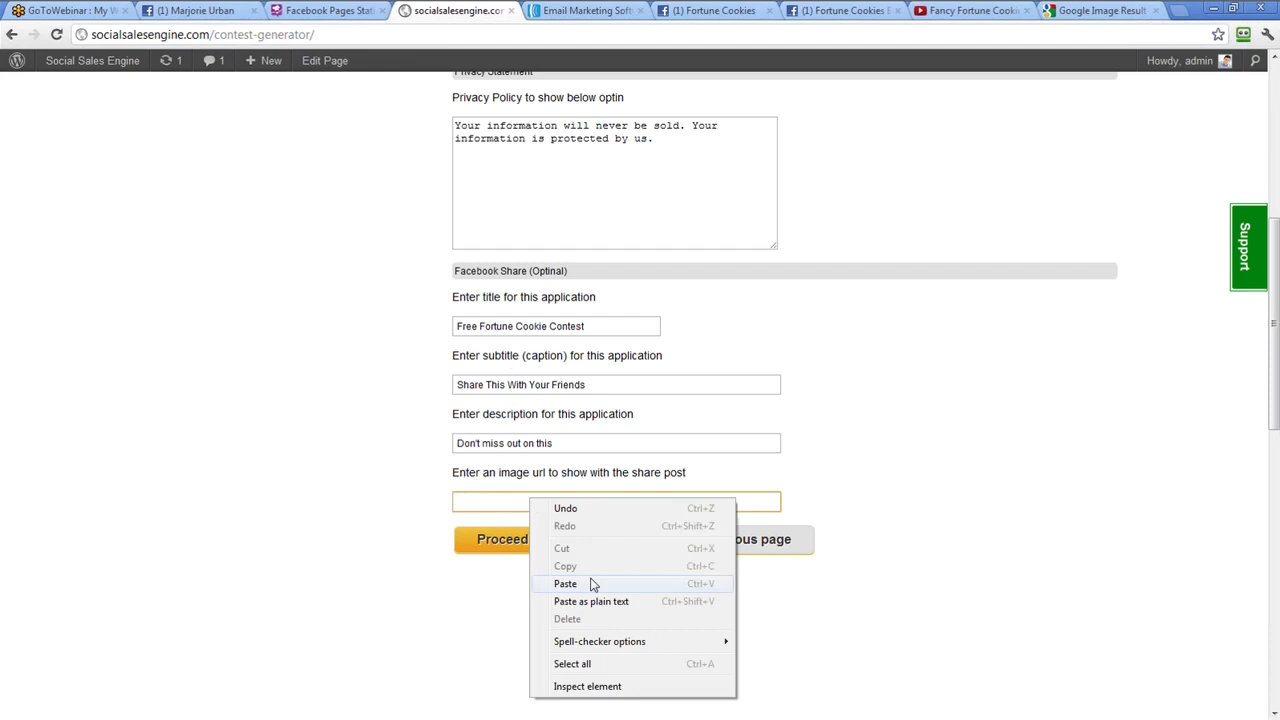 GoToWebinar : My W
(1) Marjorie Urban
Facebook Pages Stati
socialsalesengine.cor
Email Marketing Soft
(1) Fortune Cookies
(1) Fortune Cookies E
Fancy Fortune Cooki
Google Image Result
socialsalesengine.com/contest-generator/
Social Sales Engine
1
1
New
Edit Page
Howdy, admin
Privacy Statement
Privacy Policy to show below optin
Your information will never be sold. Your
information is protected by us.
Support
Facebook Share (Optinal)
Enter title for this application
Free Fortune Cookie Contest
Enter subtitle (caption) for this application
Share This With Your Friends
Enter description for this application
Don't miss out on this
Enter an image url to show with the share post
Proceed
ous page
Undo Ctrl+Z
Redo Ctrl+Shift+Z
Cut Ctrl+X
Copy Ctrl+C
Paste Ctrl+V
Paste as plain text Ctrl+Shift+V
Delete
Spell-checker options
Select all Ctrl+A
Inspect element